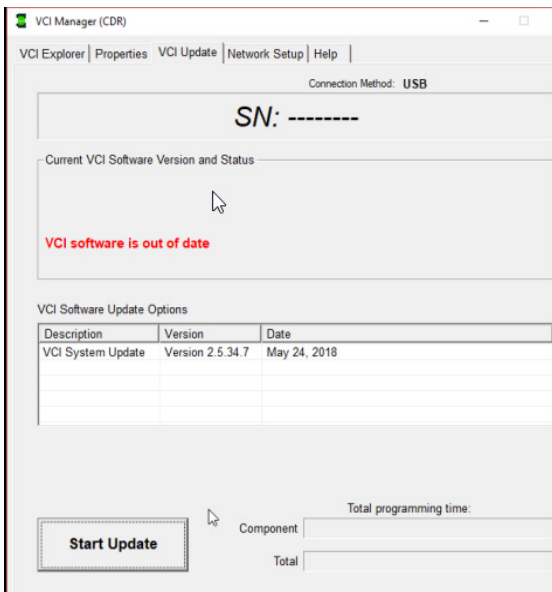 VCI Manager (CDR)
VCI Explorer Properties VCI Update Network Setup Help
Connection Method: USB
SN: --------
Current VCI Software Version and Status
VCI software is out of date
VCI Software Update Options
Description Version Date
VCI System Update Version 2.5.34.7 May 24, 2018
Total programming time:
Component
Start Update
Total